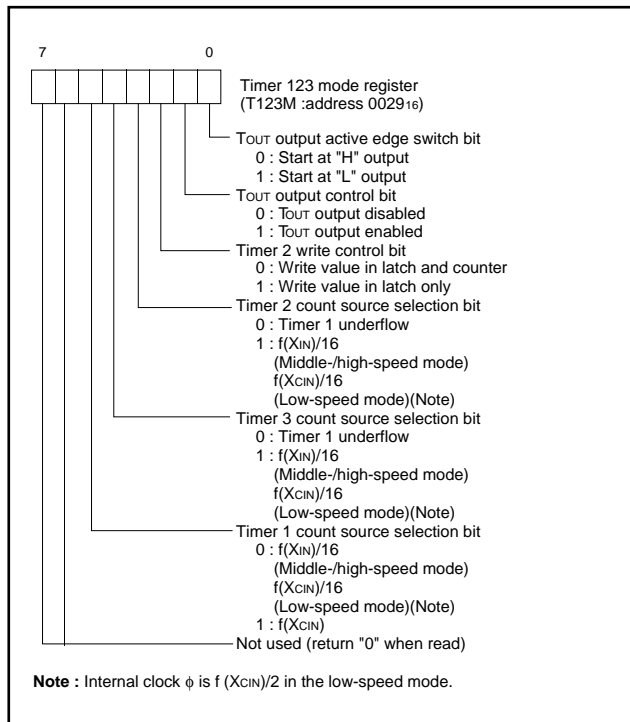 7 0
Timer 123 mode register
(T123M :address 002916)
TOUT output active edge switch bit
0 : Start at "H" output
1 : Start at "L" output
TOUT output control bit
0 : TOUT output disabled
1 : TOUT output enabled
Timer 2 write control bit
0 : Write value in latch and counter
1 : Write value in latch only
Timer 2 count source selection bit
0 : Timer 1 underflow
1 : f(XIN)/16
(Middle-/high-speed mode)
f(XCIN)/16
(Low-speed mode)(Note)
Timer 3 count source selection bit
0 : Timer 1 underflow
1 : f(XIN)/16
(Middle-/high-speed mode)
f(XCIN)/16
(Low-speed mode)(Note)
Timer 1 count source selection bit
0 : f(XIN)/16
(Middle-/high-speed mode)
f(XCIN)/16
(Low-speed mode)(Note)
1 : f(XCIN)
Not used (return "0" when read)
Note : Internal clock ϕ is f (XCIN)/2 in the low-speed mode.